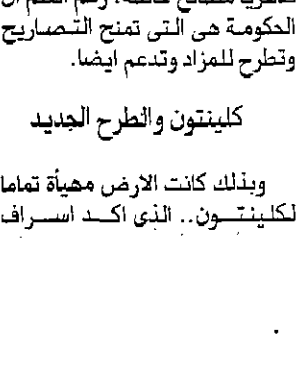 الحكومة هى التى تمنح التصاريح
وتطرح للمزاد وتدعم ايضا.
كلينتون والطرح الجديد
وبذلك كانت الارض مهيأة تماما
لكلينتون.. الذى اكد اسراف